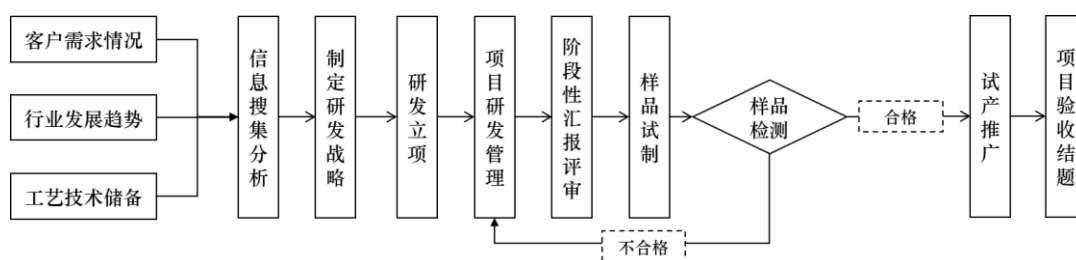 客户需求情况
行业发展趋势
工艺技术储备
信息搜集分析
制定研发战略
研发立项
项目研发管理
阶段性汇报评审
样品试制
样品
检测
合格
不合格
试产推广
项目验收结题